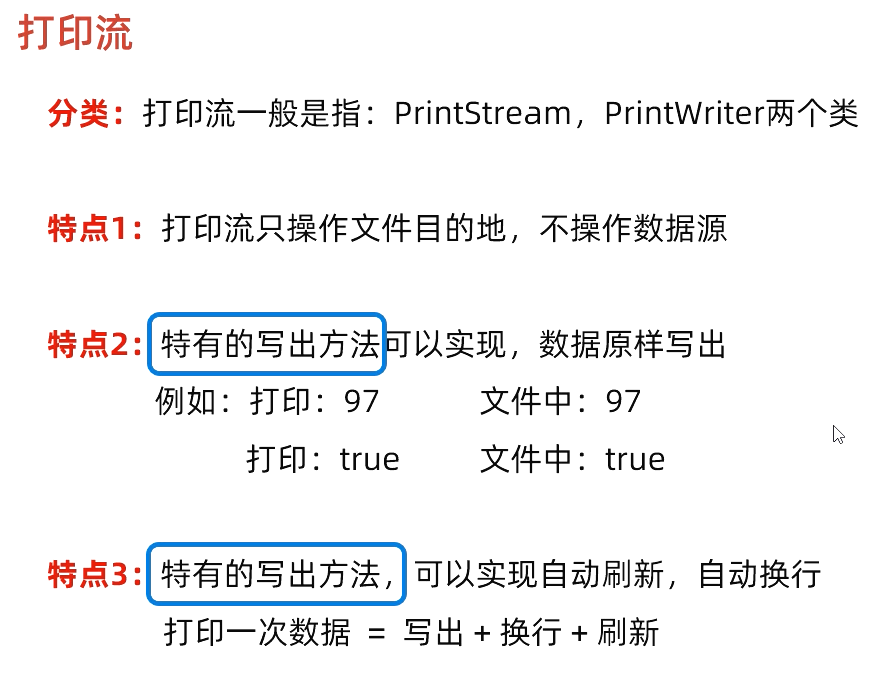 打印流
分类：打印流一般是指：PrintStream，PrintWriter两个类
特点1：打印流只操作文件目的地，不操作数据源
特点2：特有的写出方法可以实现，数据原样写出
例如：打印：97 文件中：97
打印：true 文件中：true
特点3：特有的写出方法，可以实现自动刷新，自动换行
打印一次数据 = 写出 + 换行 + 刷新